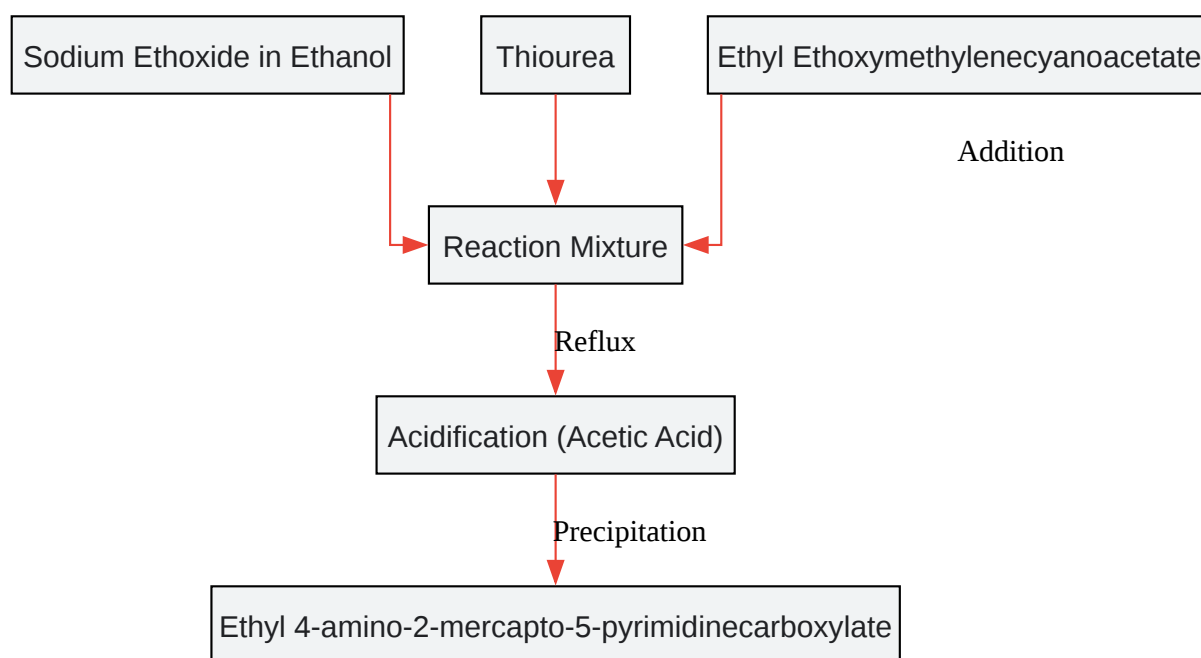 Sodium Ethoxide in Ethanol
Thiourea
Ethyl Ethoxymethylenecyanoacetate
Addition
Reaction Mixture
Reflux
Acidification (Acetic Acid)
Precipitation
Ethyl 4-amino-2-mercapto-5-pyrimidinecarboxylate